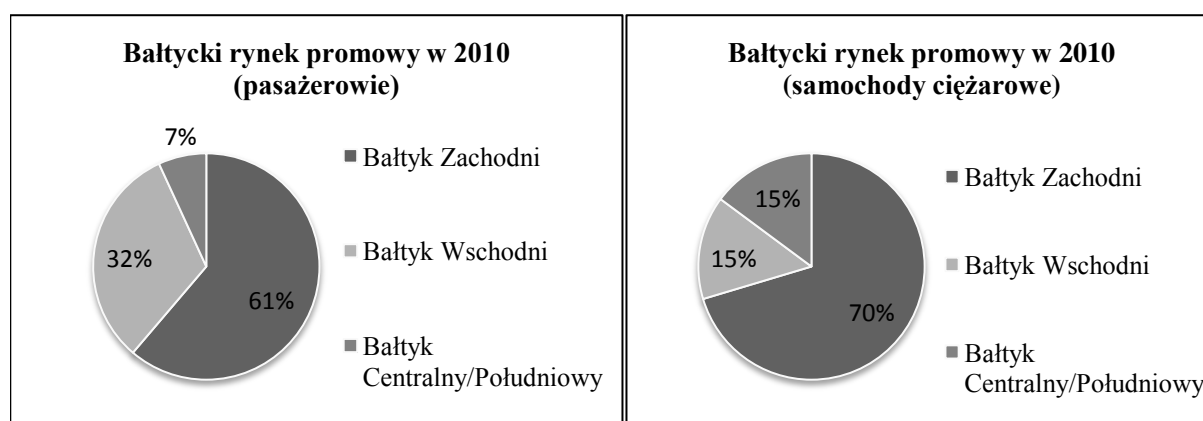 Bałtycki rynek promowy w 2010
(pasażerowie)
7%
32%
61%
Bałtyk Zachodni
Bałtyk Wschodni
Bałtyk
Centralny/Południowy
Bałtycki rynek promowy w 2010
(samochody ciężarowe)
15%
15%
70%
Bałtyk Zachodni
Bałtyk Wschodni
Bałtyk
Centralny/Południowy